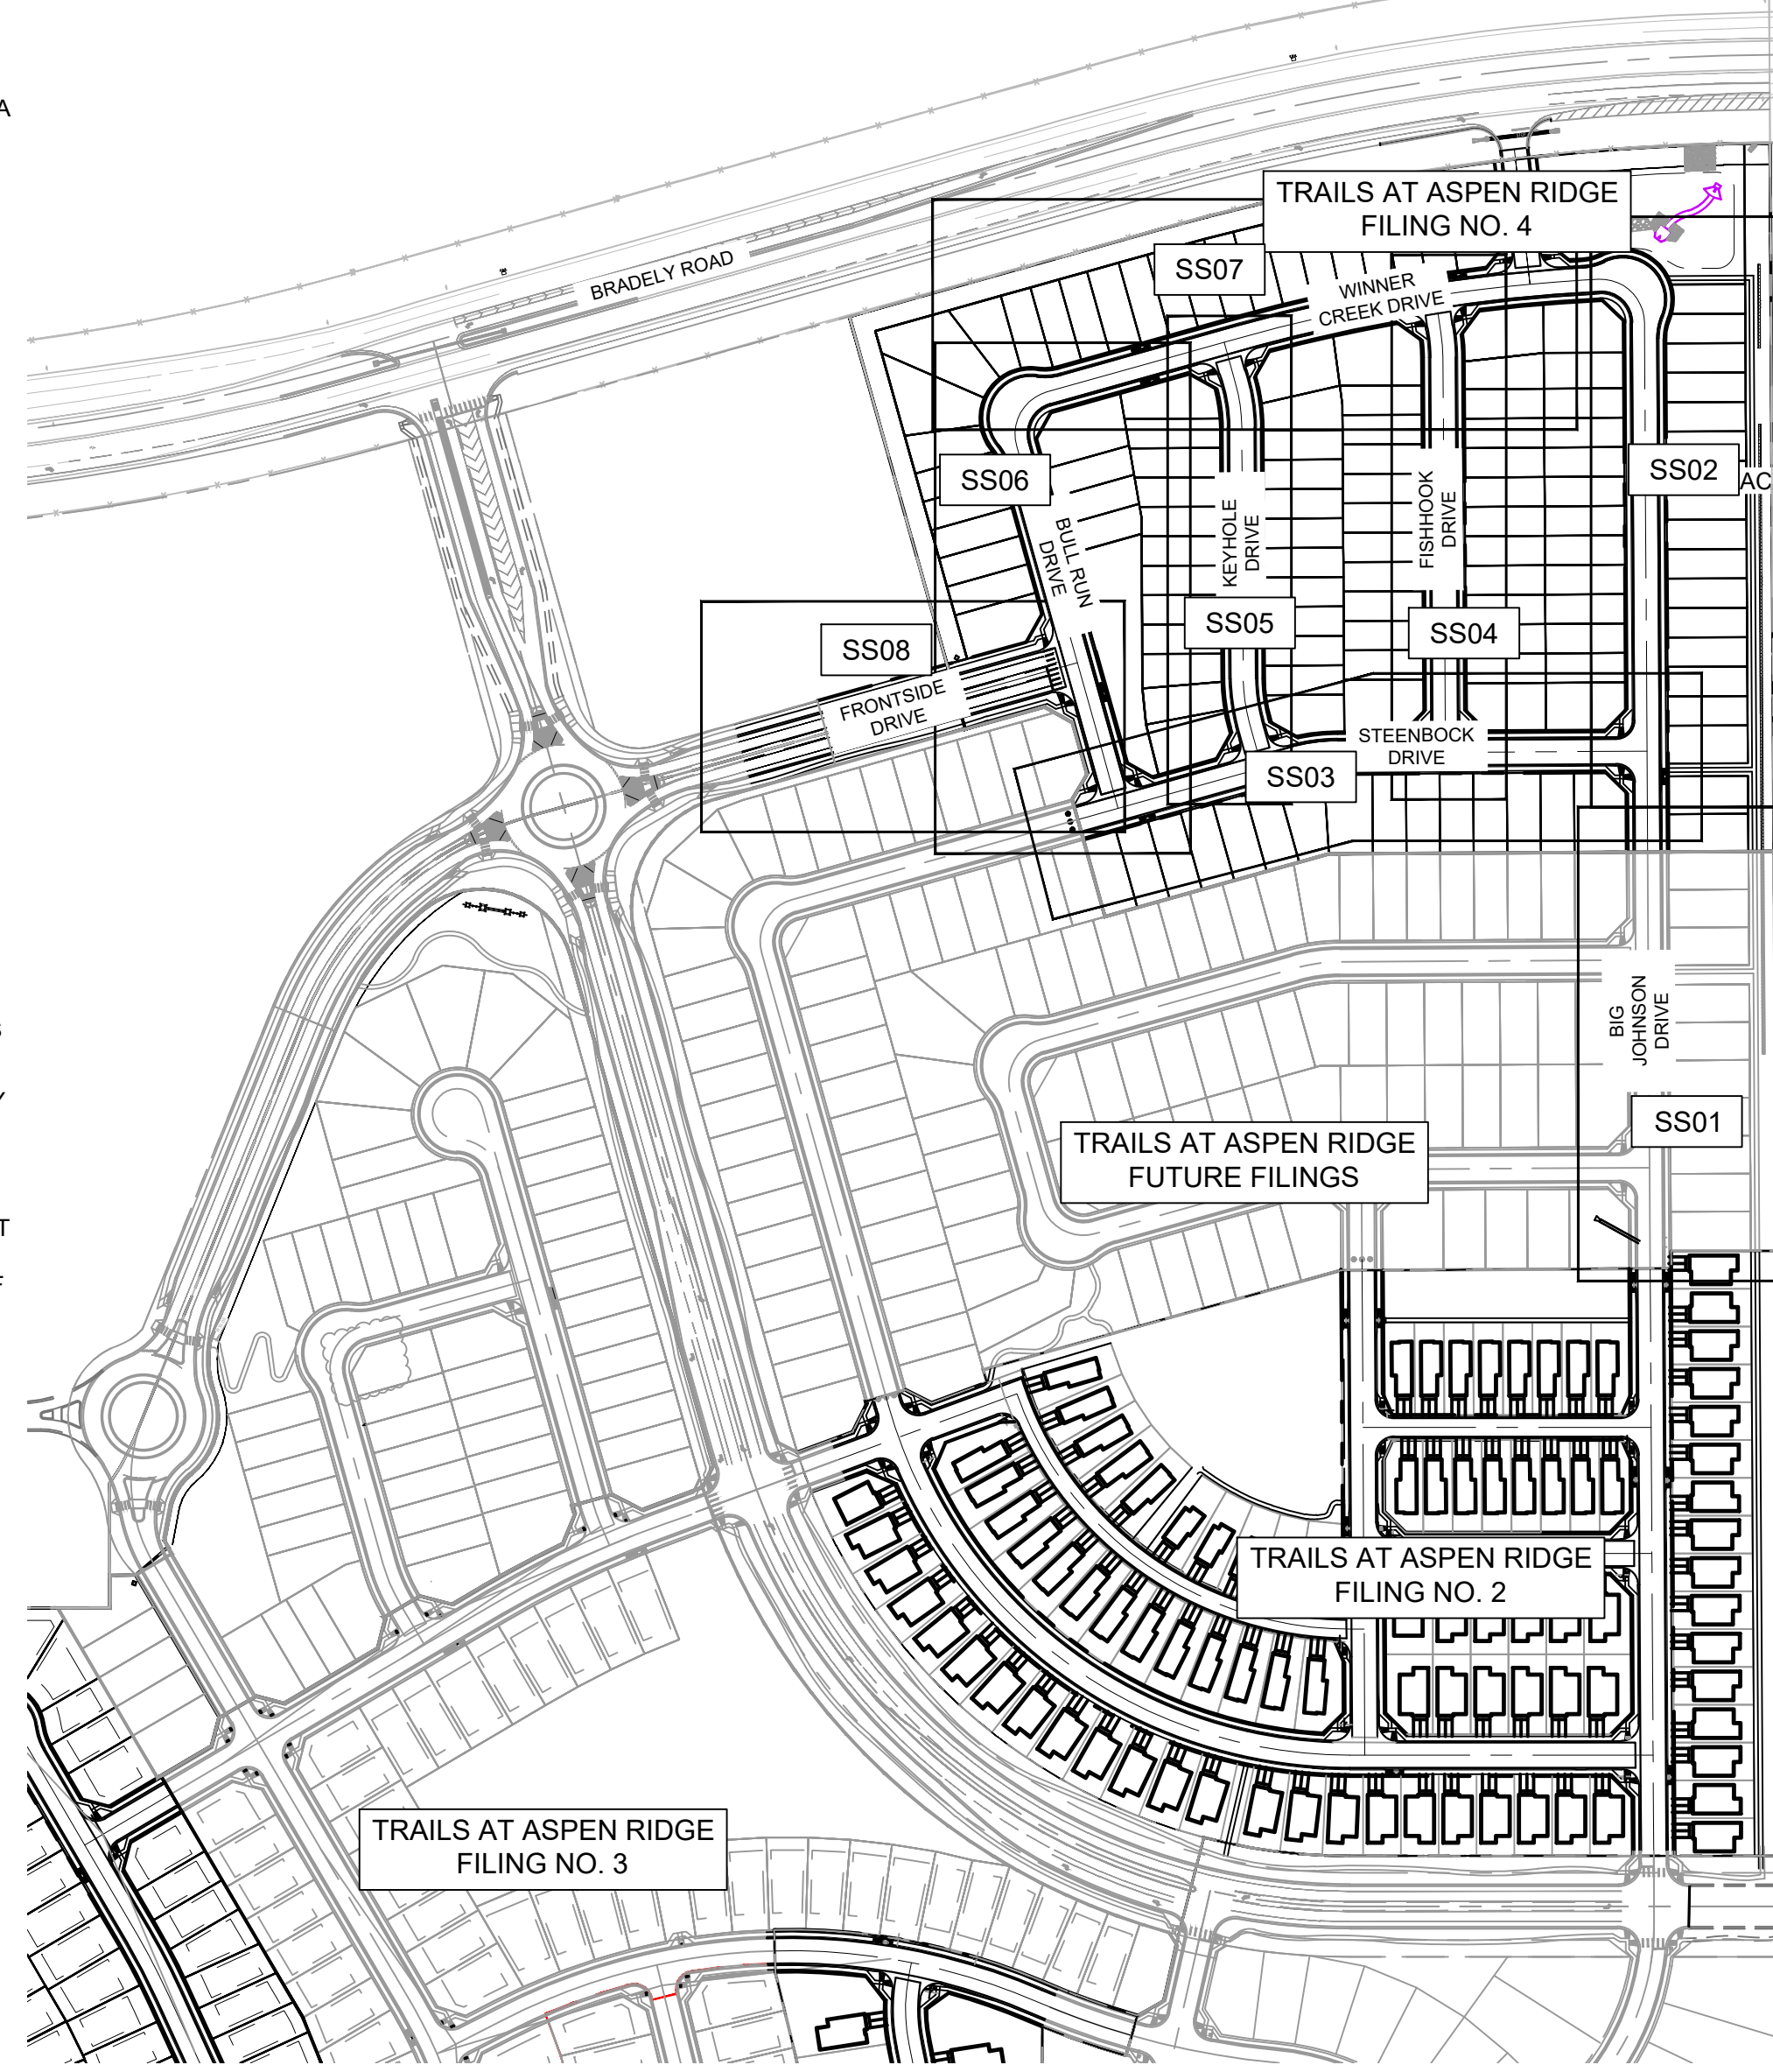 A
TRAILS AT ASPEN RIDGE
FILING NO. 4
BRADELY ROAD
SS07
WINNER
CREEK DRIVE
SS06
SS02
AC
BULL RUN
DRIVE
KEYHOLE
DRIVE
FISHHOOK
DRIVE
SS08
SS05
SS04
FRONTSIDE
DRIVE
STEENBOCK
DRIVE
SS03
BIG
JOHNSON
DRIVE
Y
SS01
TRAILS AT ASPEN RIDGE
FUTURE FILINGS
T
TRAILS AT ASPEN RIDGE
FILING NO. 2
TRAILS AT ASPEN RIDGE
FILING NO. 3